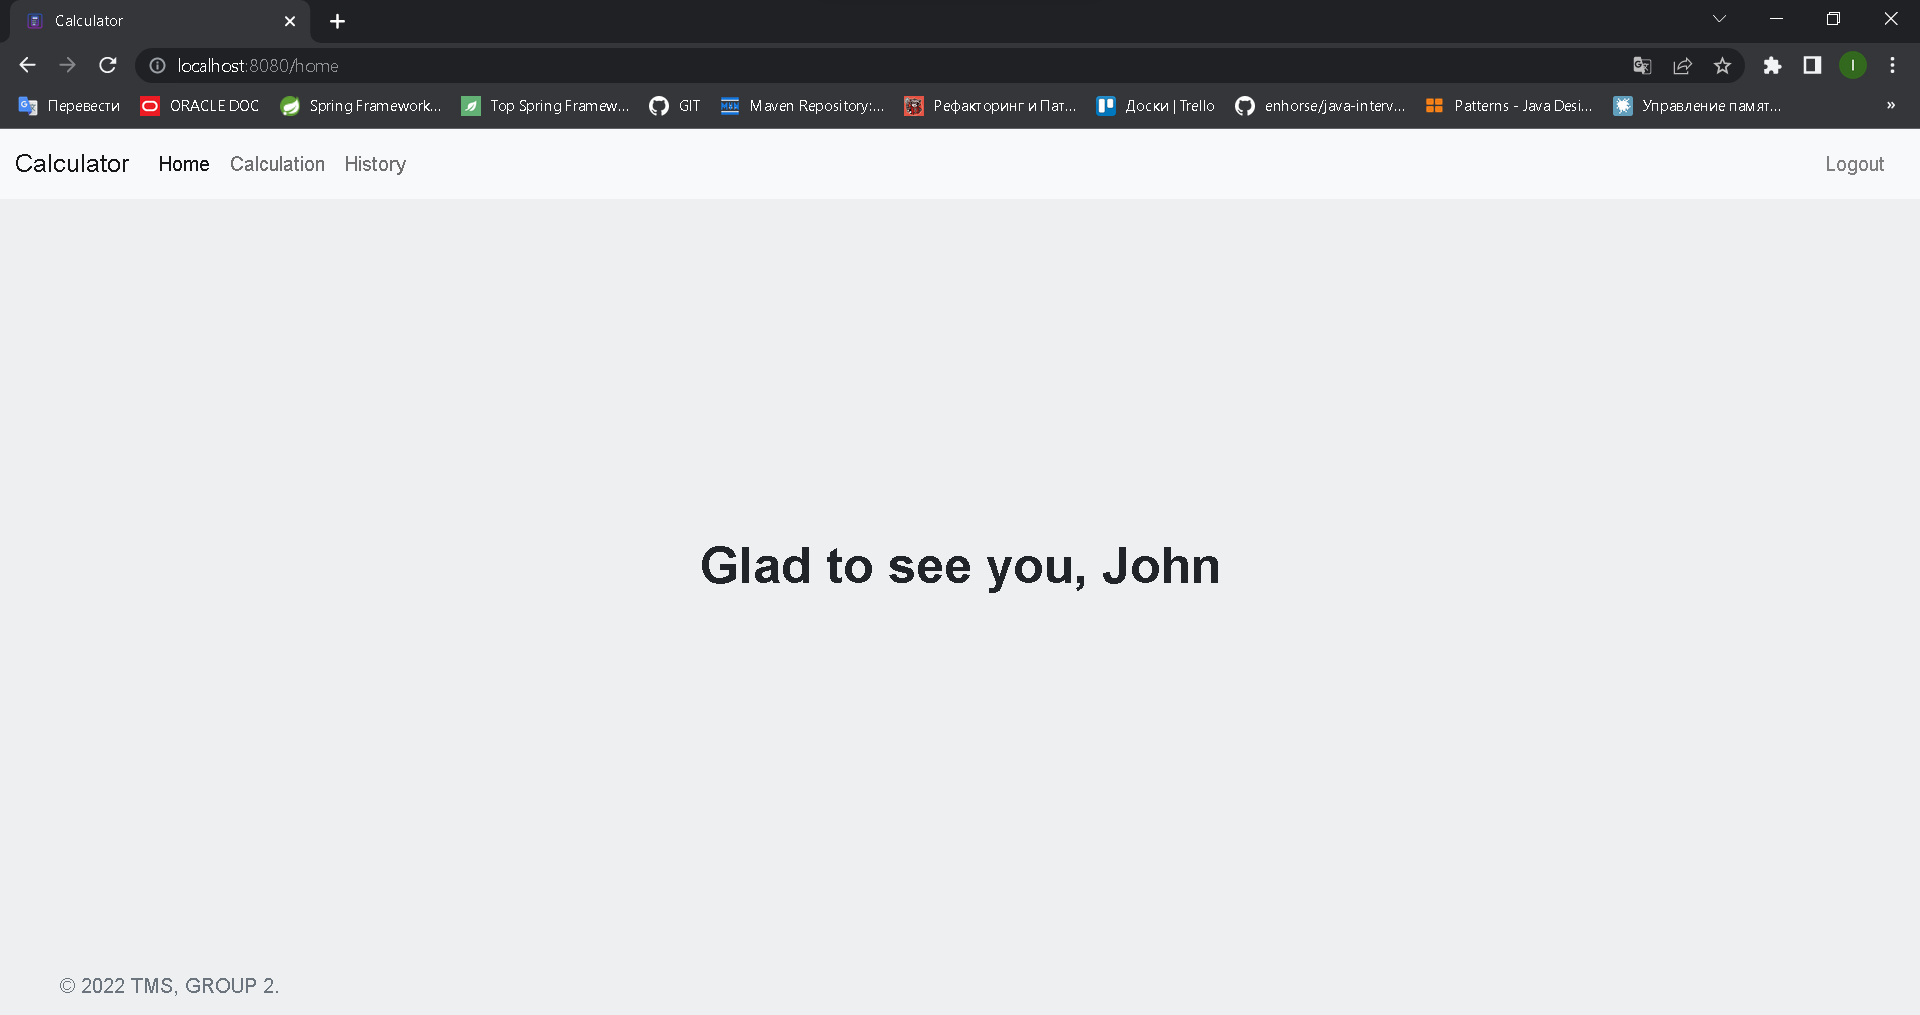 Calculator
localhost:8080/home
I
Перевести ORACLE DOC Spring Framework... Top Spring Framew... GIT Maven Repository:... Рефакторинг и Пат... Доски | Trello enhorse/java-interv... Patterns - Java Desi... Управление памят... »
Calculator Home Calculation History Logout
Glad to see you, John
© 2022 TMS, GROUP 2.